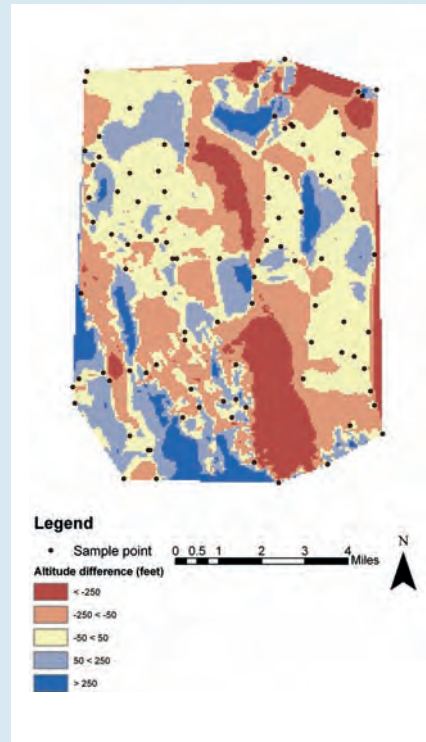 Legend
Sample point
0 0.5 1 2 3 4
Miles
N
Altitude difference (feet)
< -250
-250 < -50
-50 < 50
50 < 250
> 250